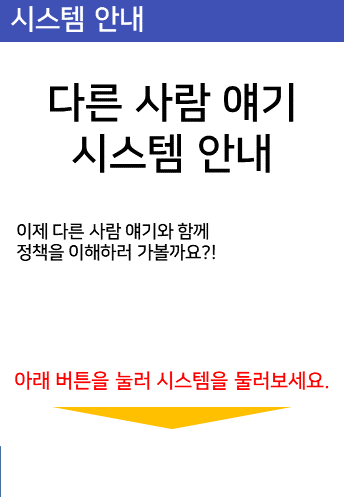 시스템 안내
다른 사람 얘기
시스템 안내
이제 다른 사람 얘기와 함께
정책을 이해하러 가볼까요?!
아래 버튼을 눌러 시스템을 둘러보세요.